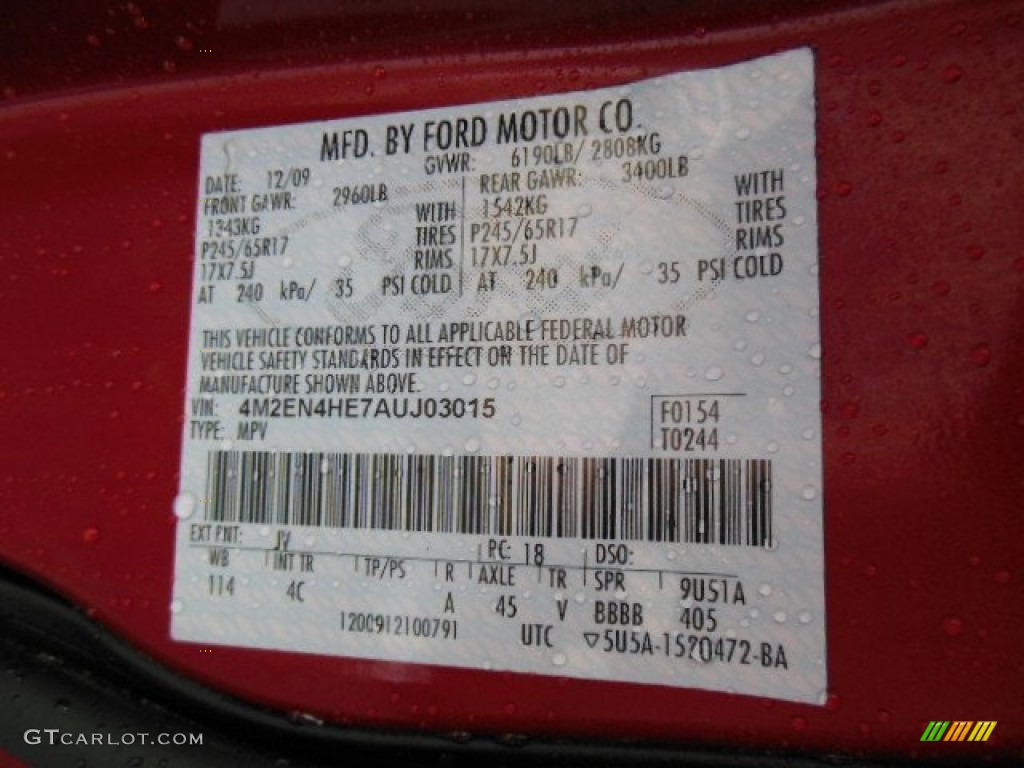 MFD. BY FORD MOTOR CO.
DATE: 12/09 GVWR: 6190LB/ 2808KG
FRONT GAWR: 2960LB REAR GAWR: 3400LB
1343KG WITH 1542KG WITH
P245/65R17 TIRES P245/65R17 TIRES
17X7.5J RIMS 17X7.5J RIMS
AT 240 kPa/ 35 PSI COLD AT 240 kPa/ 35 PSI COLD
THIS VEHICLE CONFORMS TO ALL APPLICABLE FEDERAL MOTOR
VEHICLE SAFETY STANDARDS IN EFFECT ON THE DATE OF
MANUFACTURE SHOWN ABOVE.
VIN: 4M2EN4HE7AUJ03015 F0154
TYPE: MPV T0244
EXT PNT: JV RC: 18 DSO:
WB INT TR TP/PS R AXLE TR SPR 9U51A
114 4C A 45 V BBBB 405
1200912100791 UTC ▽5U5A-1520472-BA
GTCARLOT.COM